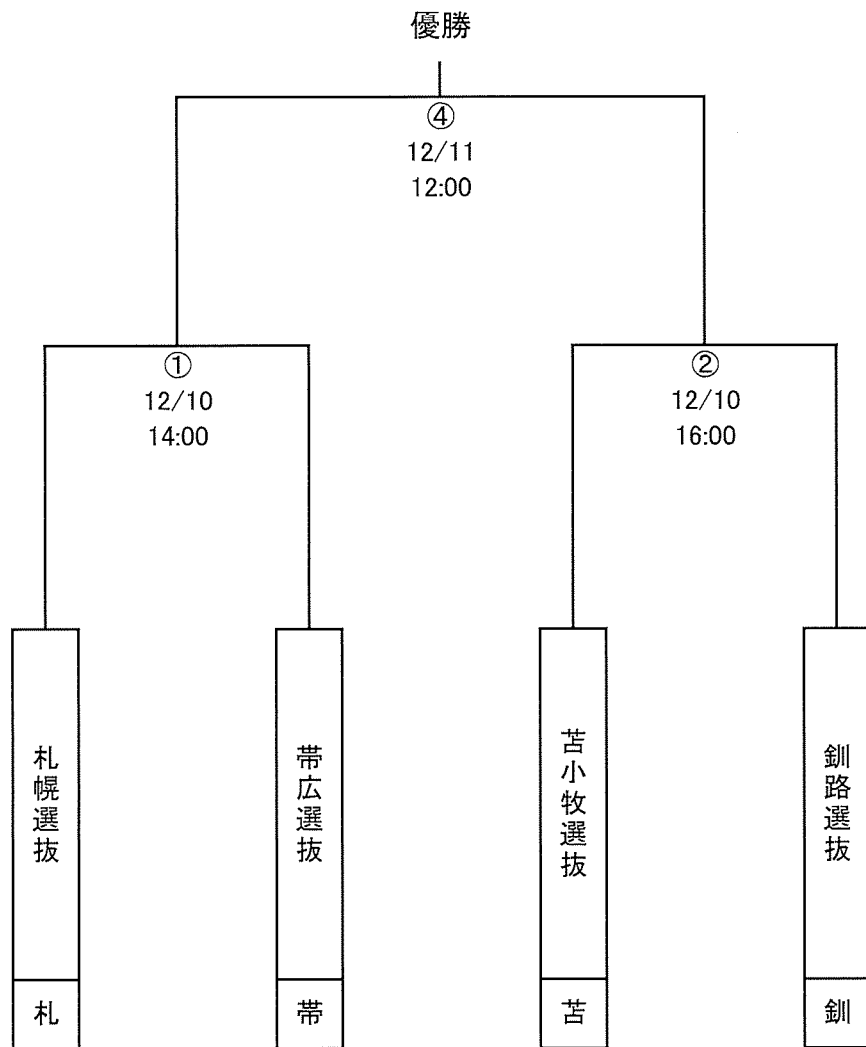 優勝
④
12/11
12:00
①
12/10
14:00
②
12/10
16:00
札幌選抜
帯広選抜
苫小牧選抜
釧路選抜
札
帯
苫
釧